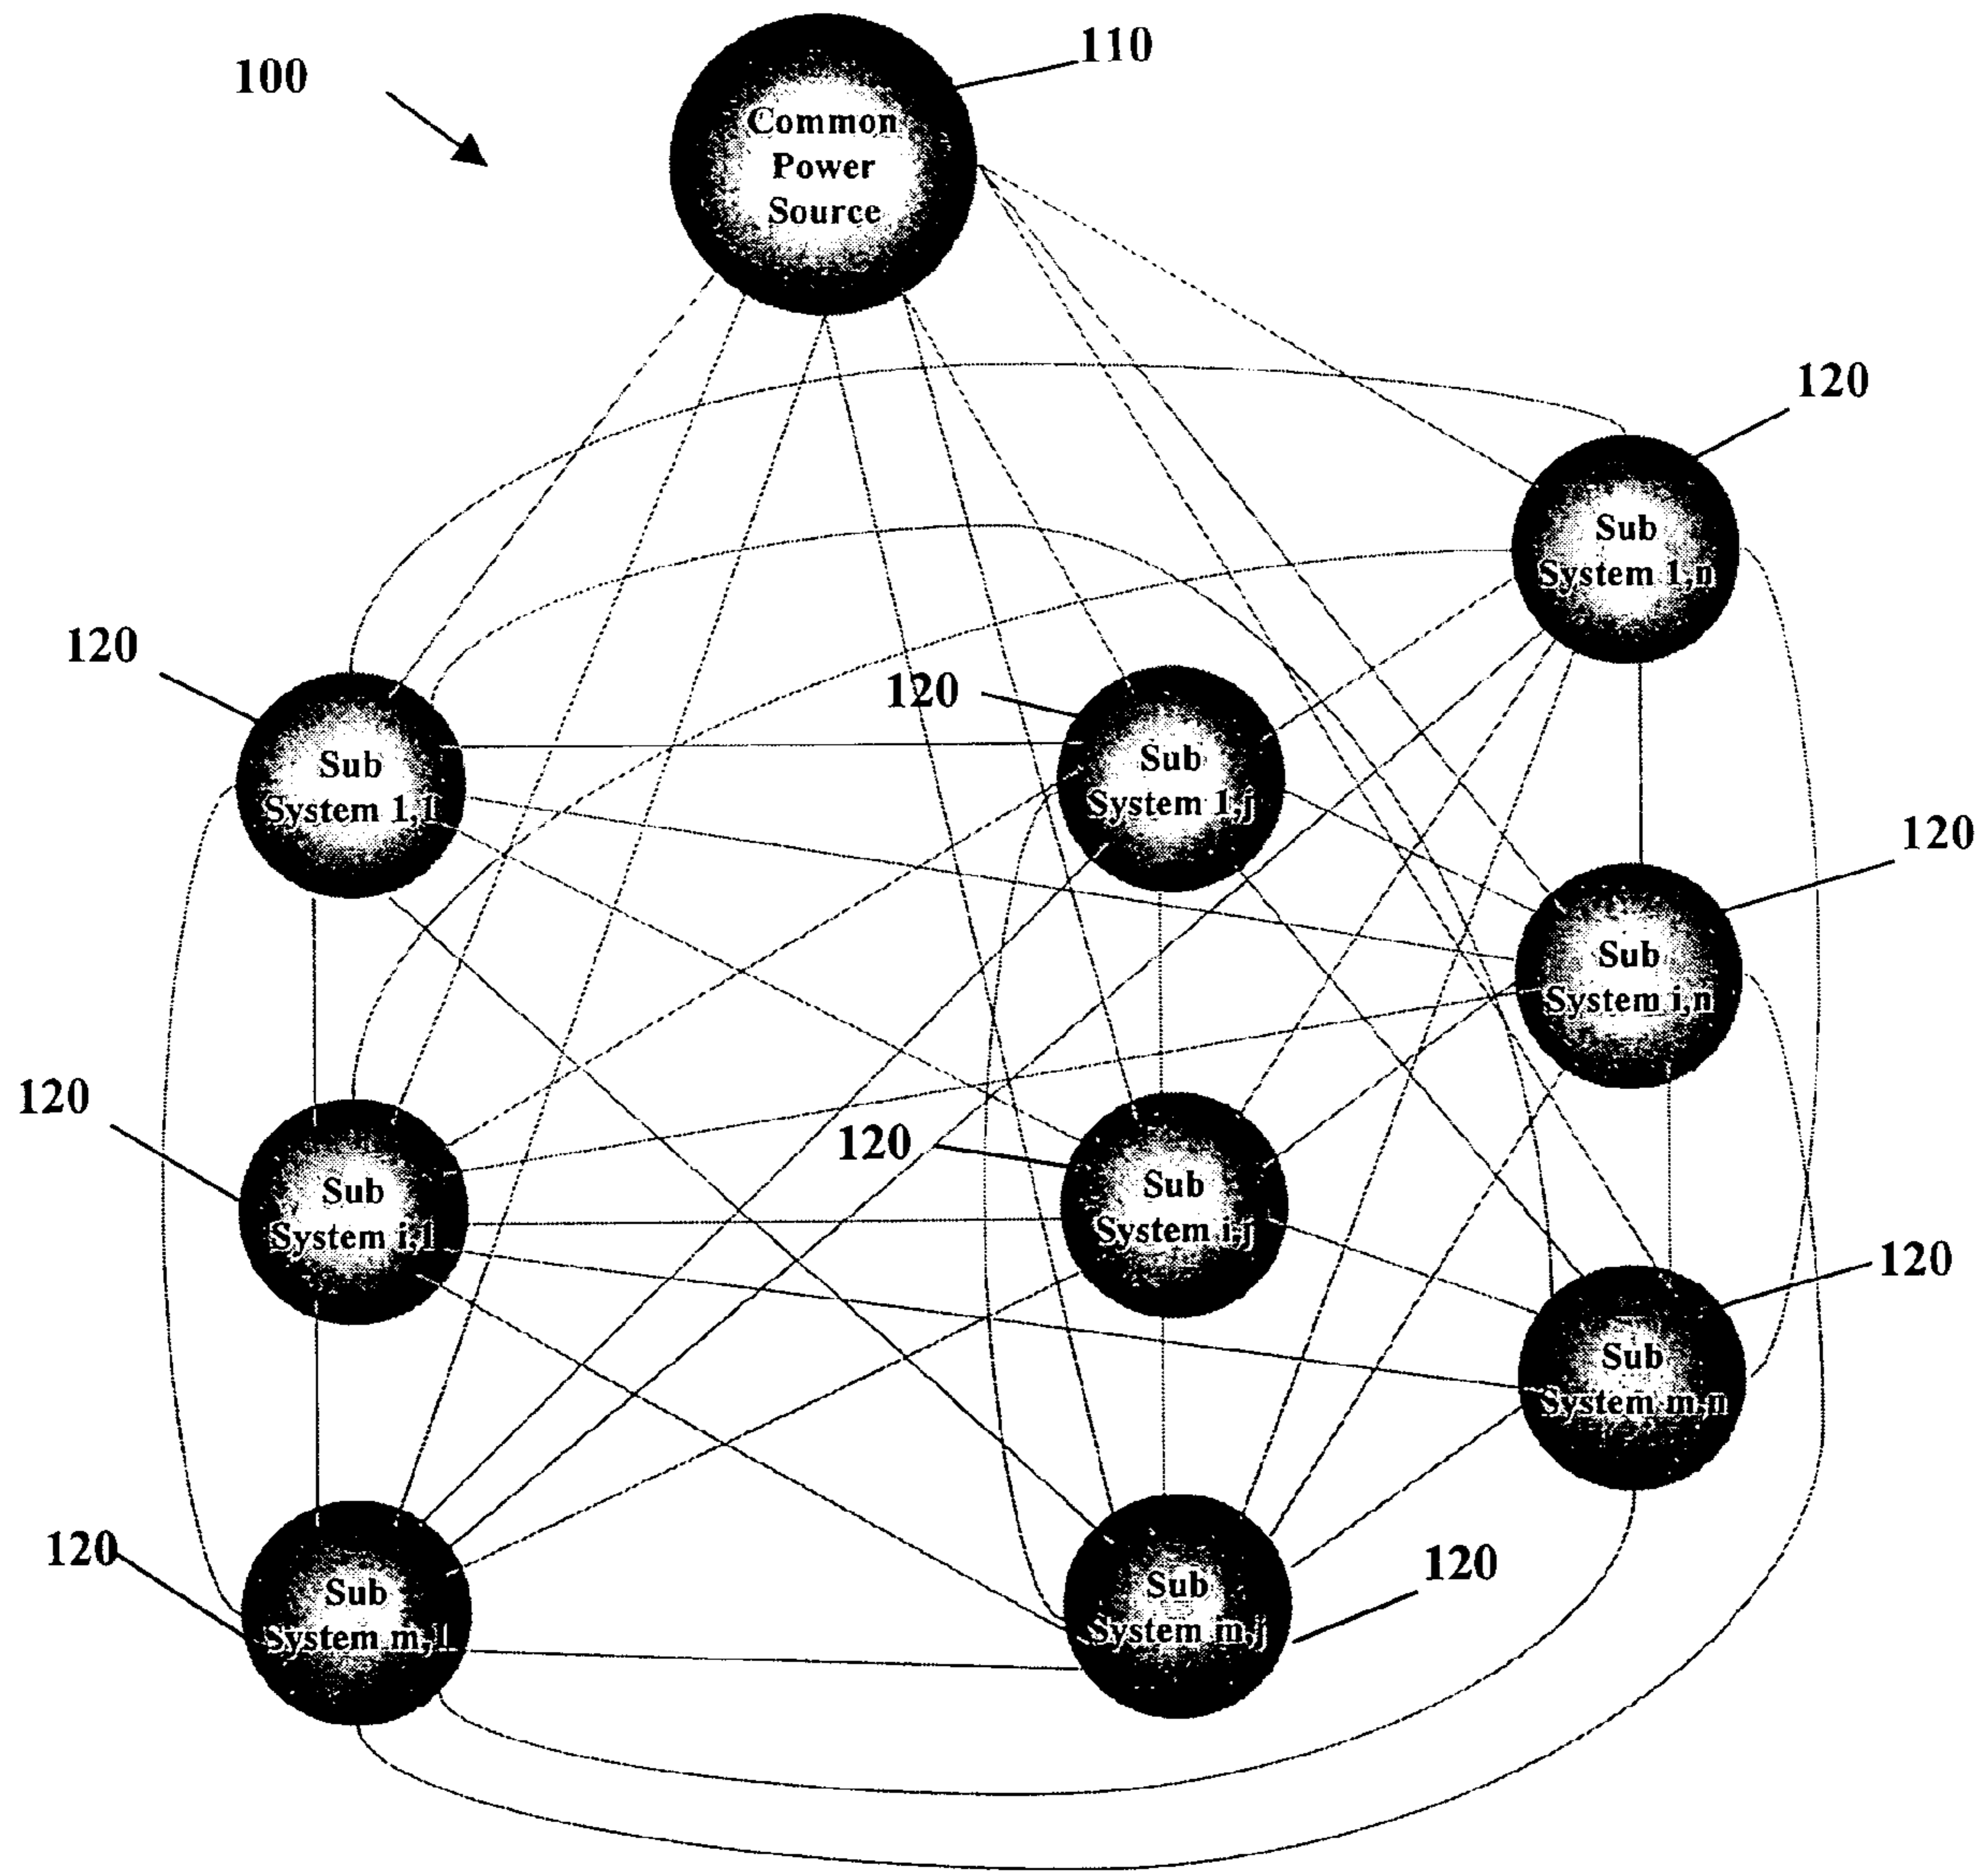 100
110
Common
Power
Source
120
Sub
System 1,n
120
120
Sub
System 1,1
Sub
System 1,j
120
Sub
System i,n
120
120
Sub
System i,1
Sub
System i,j
120
Sub
System m,n
120
Sub
System m,1
Sub
System m,j
120